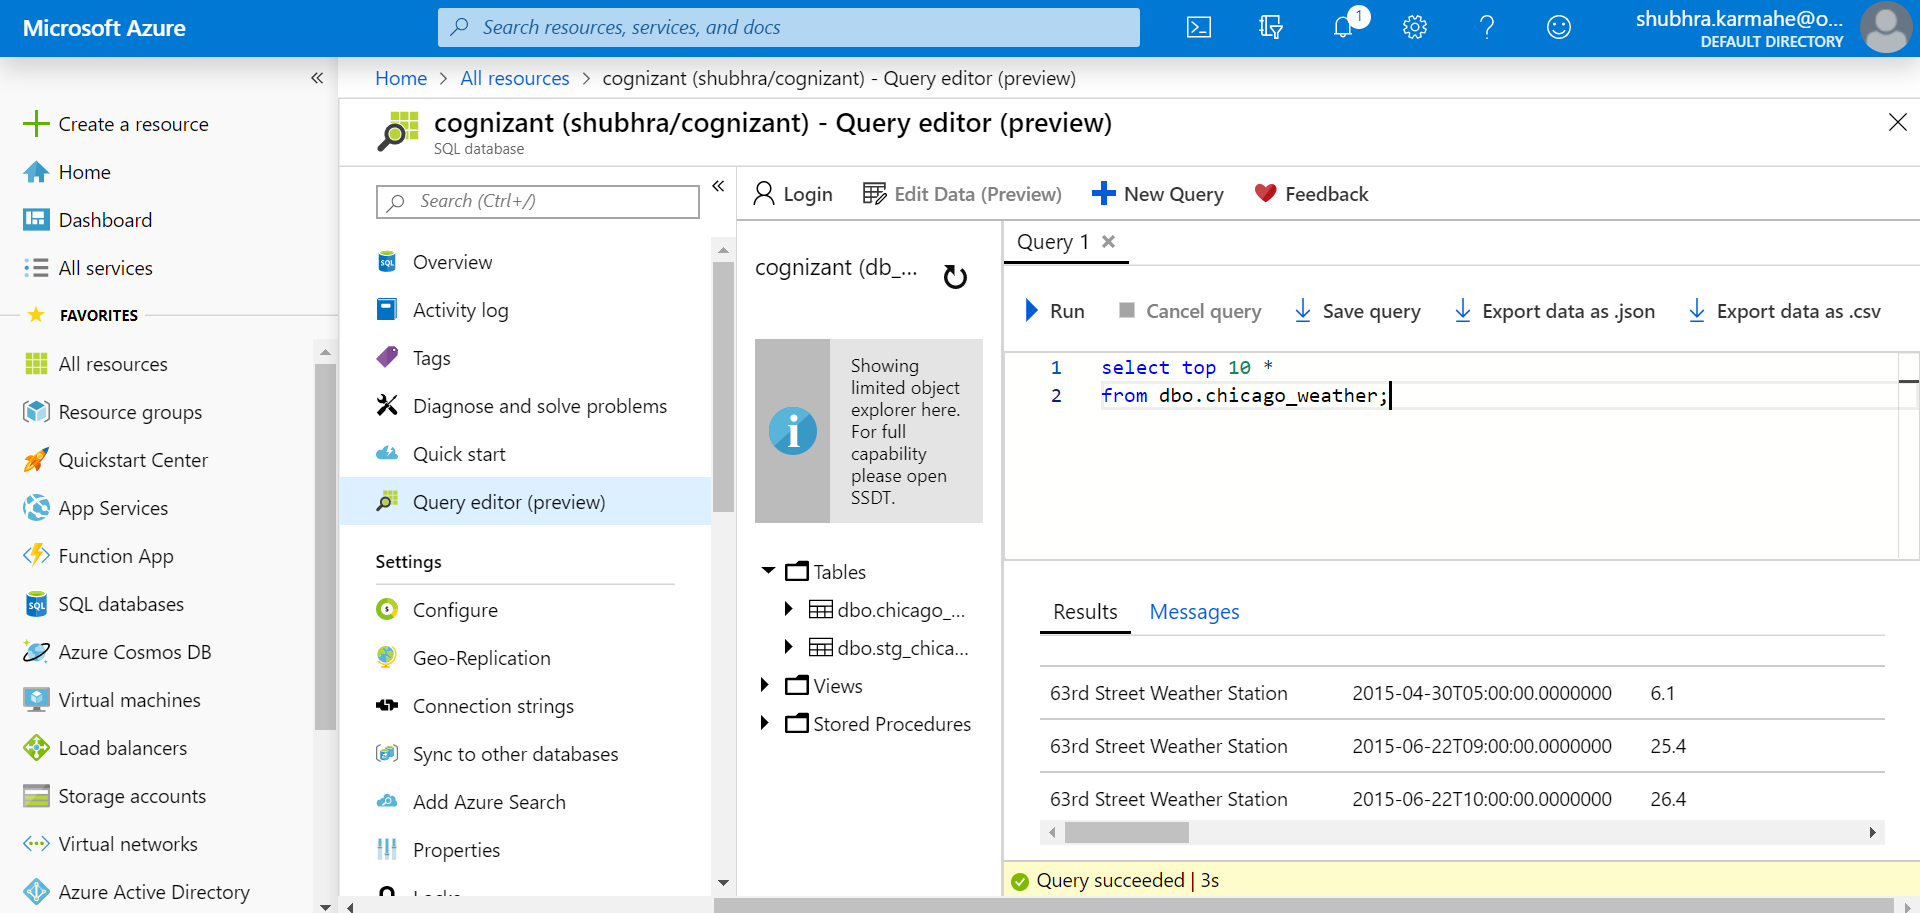 Microsoft Azure
Search resources, services, and docs
1
shubhra.karmahe@o...
DEFAULT DIRECTORY
Create a resource
Home
Dashboard
All services
FAVORITES
All resources
Resource groups
Quickstart Center
App Services
Function App
SQL databases
Azure Cosmos DB
Virtual machines
Load balancers
Storage accounts
Virtual networks
Azure Active Directory
Home > All resources > cognizant (shubhra/cognizant) - Query editor (preview)
cognizant (shubhra/cognizant) - Query editor (preview)
SQL database
Search (Ctrl+/)
Overview
Activity log
Tags
Diagnose and solve problems
Quick start
Query editor (preview)
Settings
Configure
Geo-Replication
Connection strings
Sync to other databases
Add Azure Search
Properties
Login
Edit Data (Preview)
New Query
Feedback
cognizant (db_...
Showing
limited object
explorer here.
For full
capability
please open
SSDT.
Tables
dbo.chicago_...
dbo.stg_chica...
Views
Stored Procedures
Query 1
Run
Cancel query
Save query
Export data as .json
Export data as .csv
1 select top 10 *
2 from dbo.chicago_weather;
Results Messages
63rd Street Weather Station 2015-04-30T05:00:00.0000000 6.1
63rd Street Weather Station 2015-06-22T09:00:00.0000000 25.4
63rd Street Weather Station 2015-06-22T10:00:00.0000000 26.4
Query succeeded | 3s